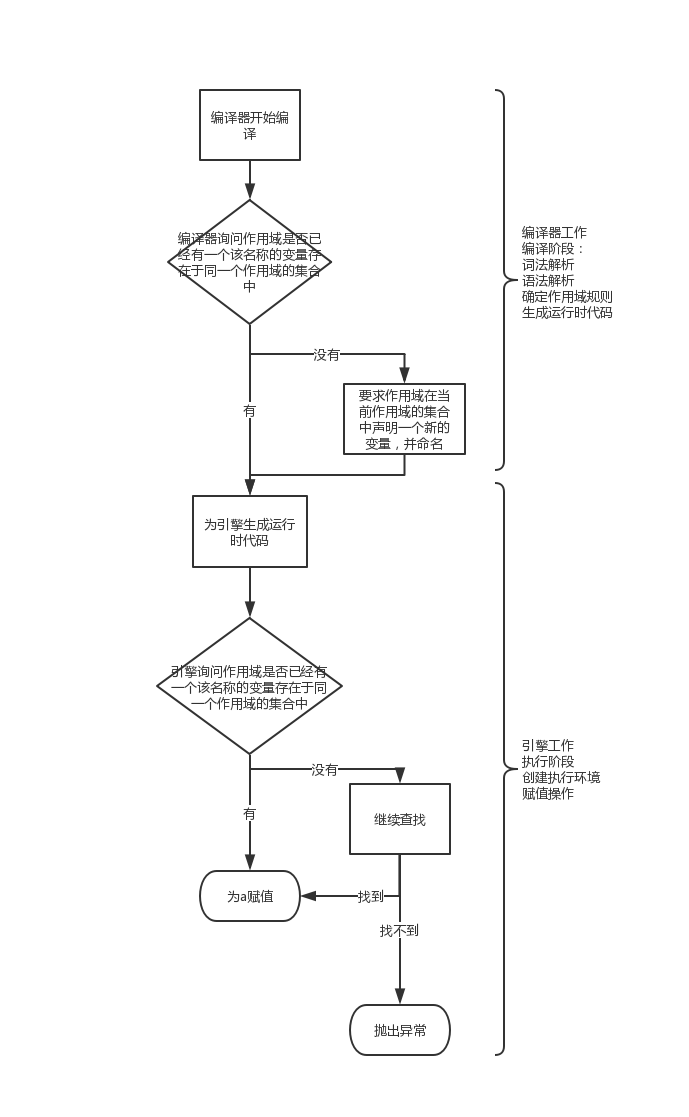 编译器开始编
译
编译器询问作用域是否已
经有一个该名称的变量存
在于同一个作用域的集合
中
没有
有
要求作用域在当
前作用域的集合
中声明一个新的
变量，并命名
编译器工作
编译阶段：
词法解析
语法解析
确定作用域规则
生成运行时代码
为引擎生成运行
时代码
引擎询问作用域是否已经有
一个该名称的变量存在于同
一个作用域的集合中
没有
有
继续查找
为a赋值
找到
找不到
抛出异常
引擎工作
执行阶段
创建执行环境
赋值操作